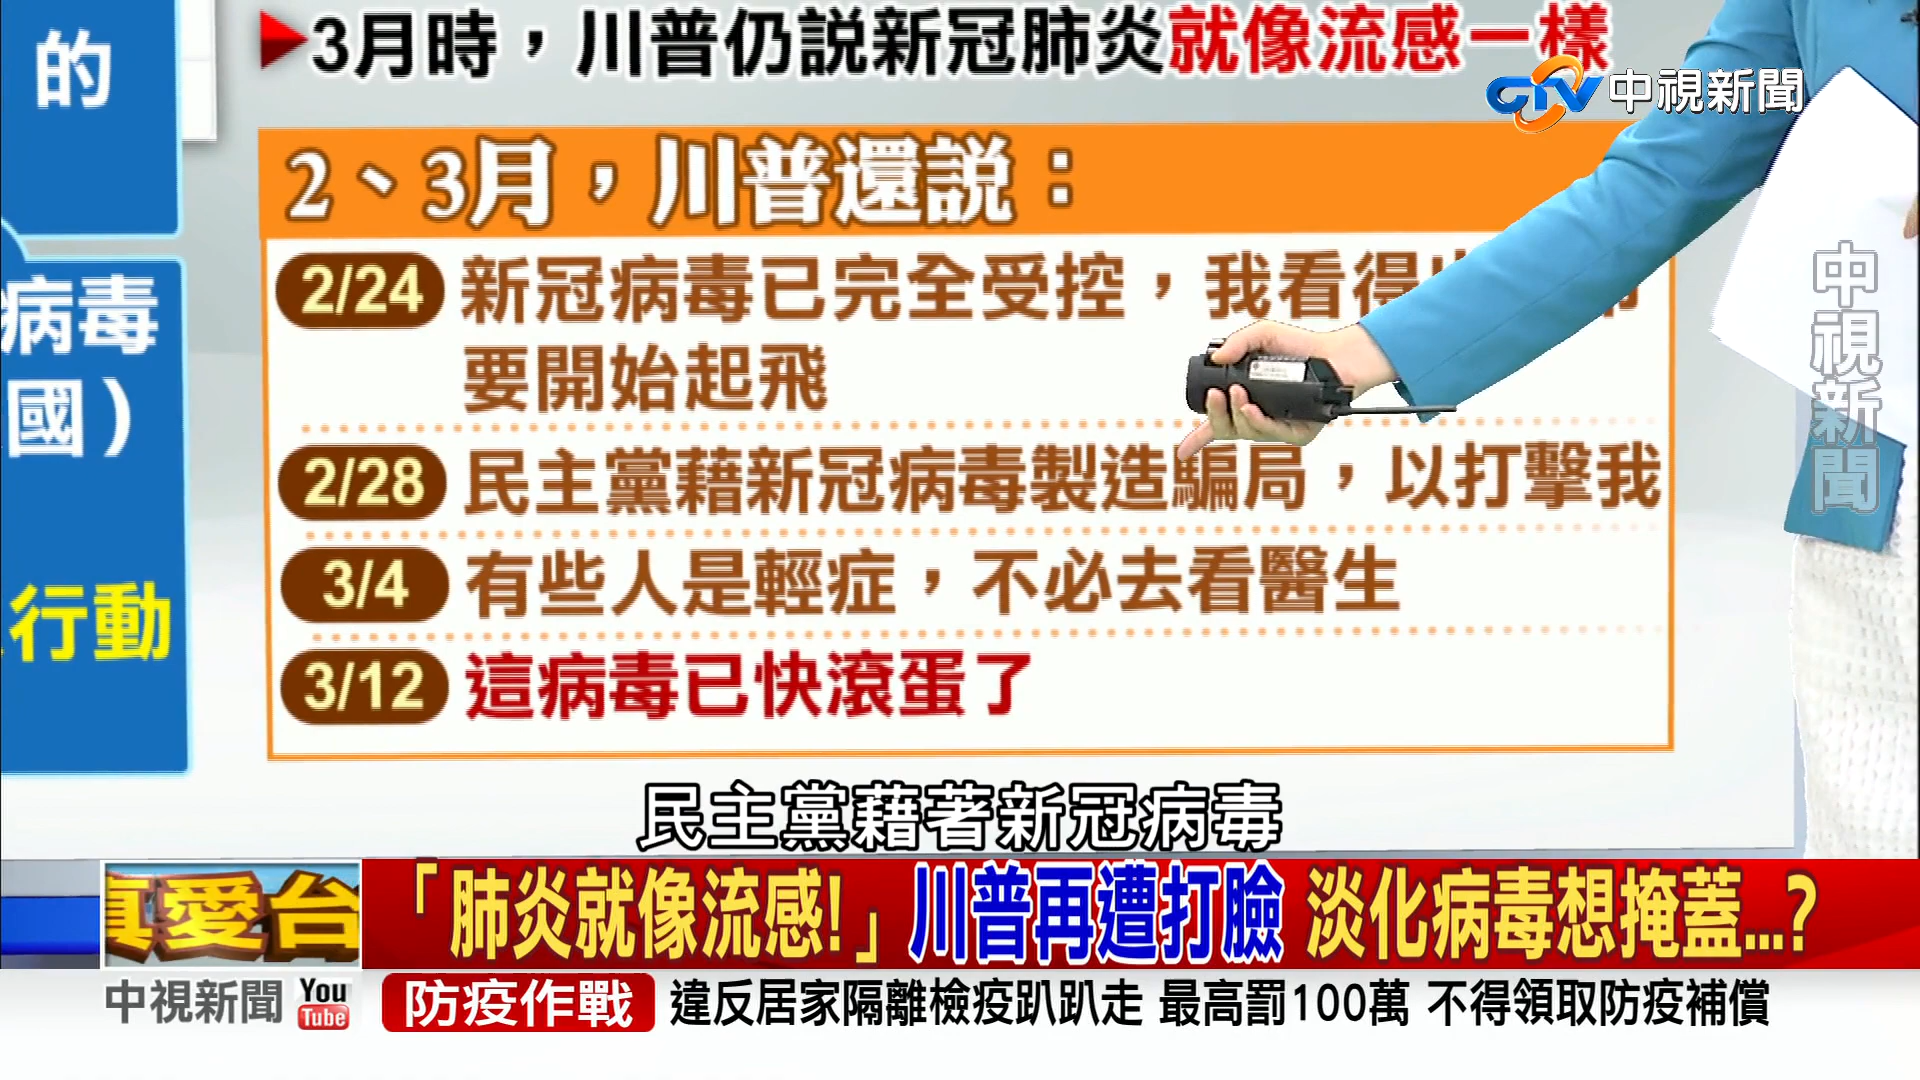 的
病毒
國）
行動
3月時，川普仍說新冠肺炎就像流感一樣
CTV中視新聞
2、3月，川普還說：
2/24 新冠病毒已完全受控，我看得
要開始起飛
2/28 民主黨藉新冠病毒製造騙局，以打擊我
3/4 有些人是輕症，不必去看醫生
3/12 這病毒已快滾蛋了
中視新聞
民主黨藉著新冠病毒
真愛台
「肺炎就像流感!」川普再遭打臉 淡化病毒想掩蓋...?
中視新聞 YouTube 防疫作戰 違反居家隔離檢疫趴趴走 最高罰100萬 不得領取防疫補償